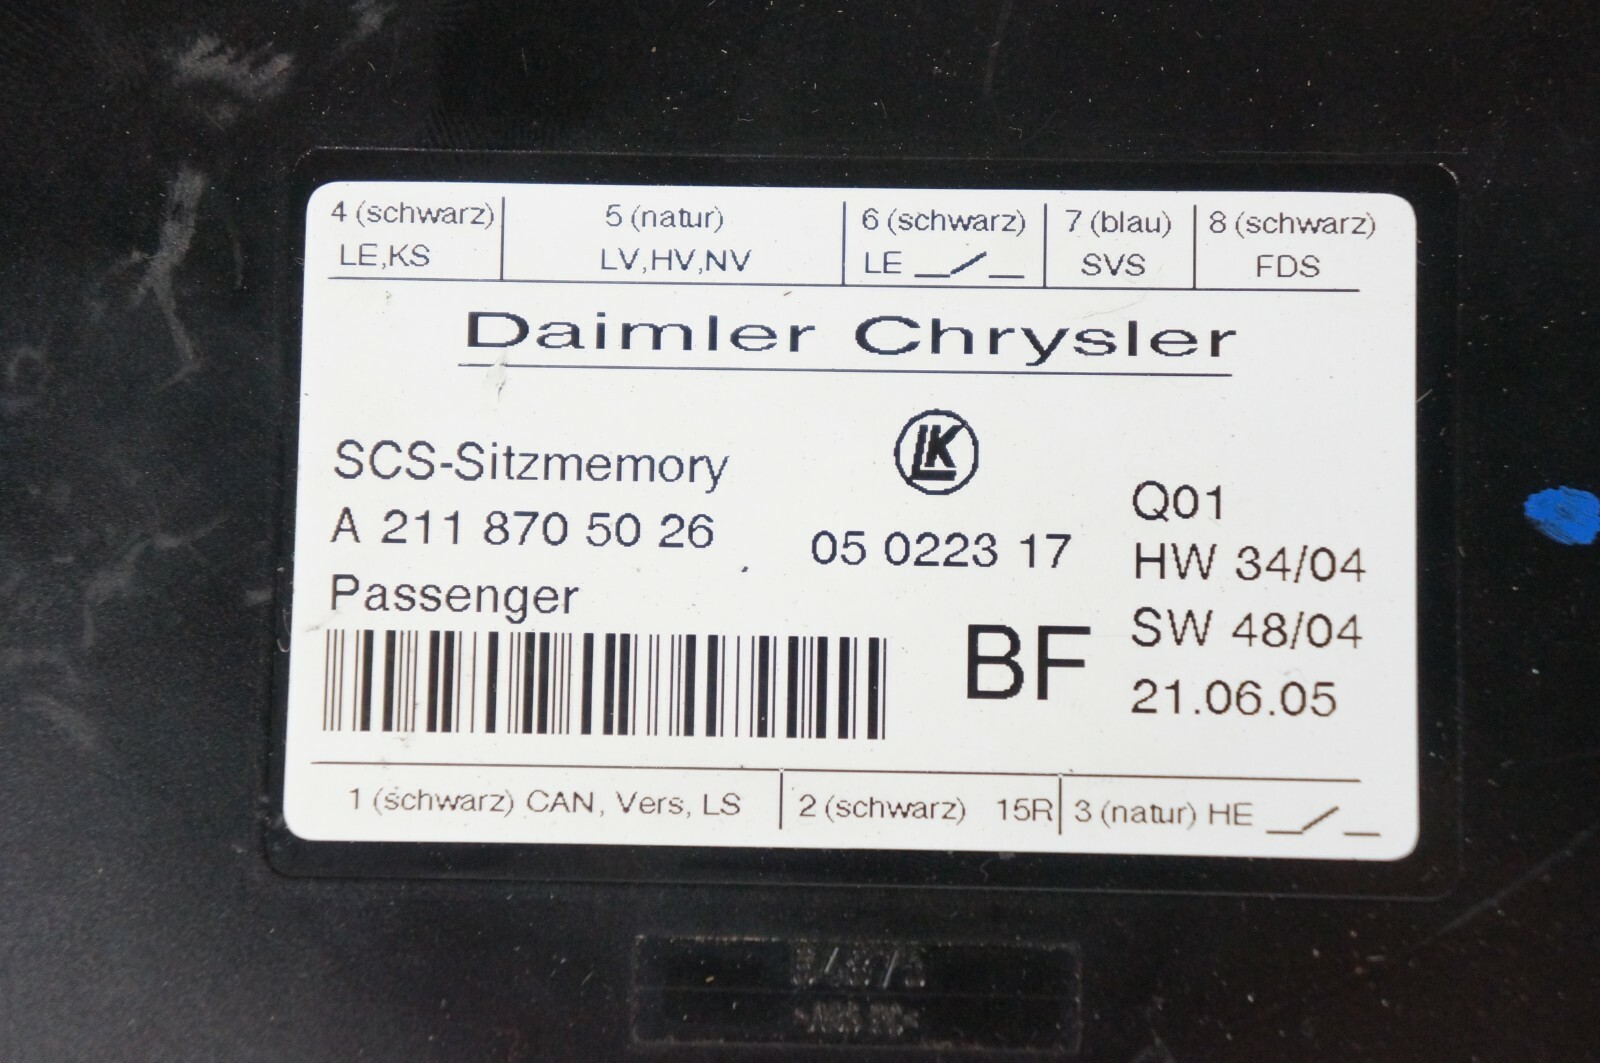 4 (schwarz) 5 (natur) 6 (schwarz) 7 (blau) 8 (schwarz)
LE,KS LV,HV,NV LE SVS FDS
Daimler Chrysler
LK
SCS-Sitzmemory
Q01
A 211 870 50 26 05 0223 17
HW 34/04
Passenger
BF SW 48/04
21.06.05
1 (schwarz) CAN, Vers, LS 2 (schwarz) 15R 3 (natur) HE